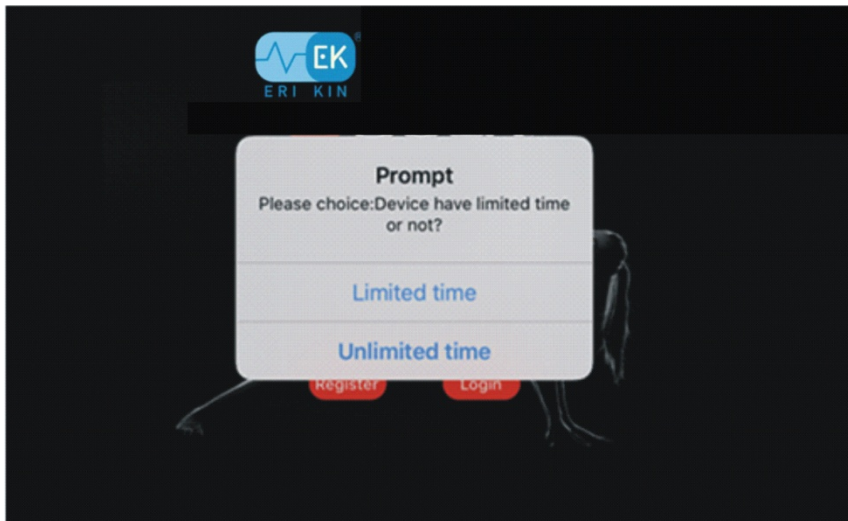 EK®
ERI KIN
Prompt
Please choice:Device have limited time
or not?
Limited time
Unlimited time
Register
Login